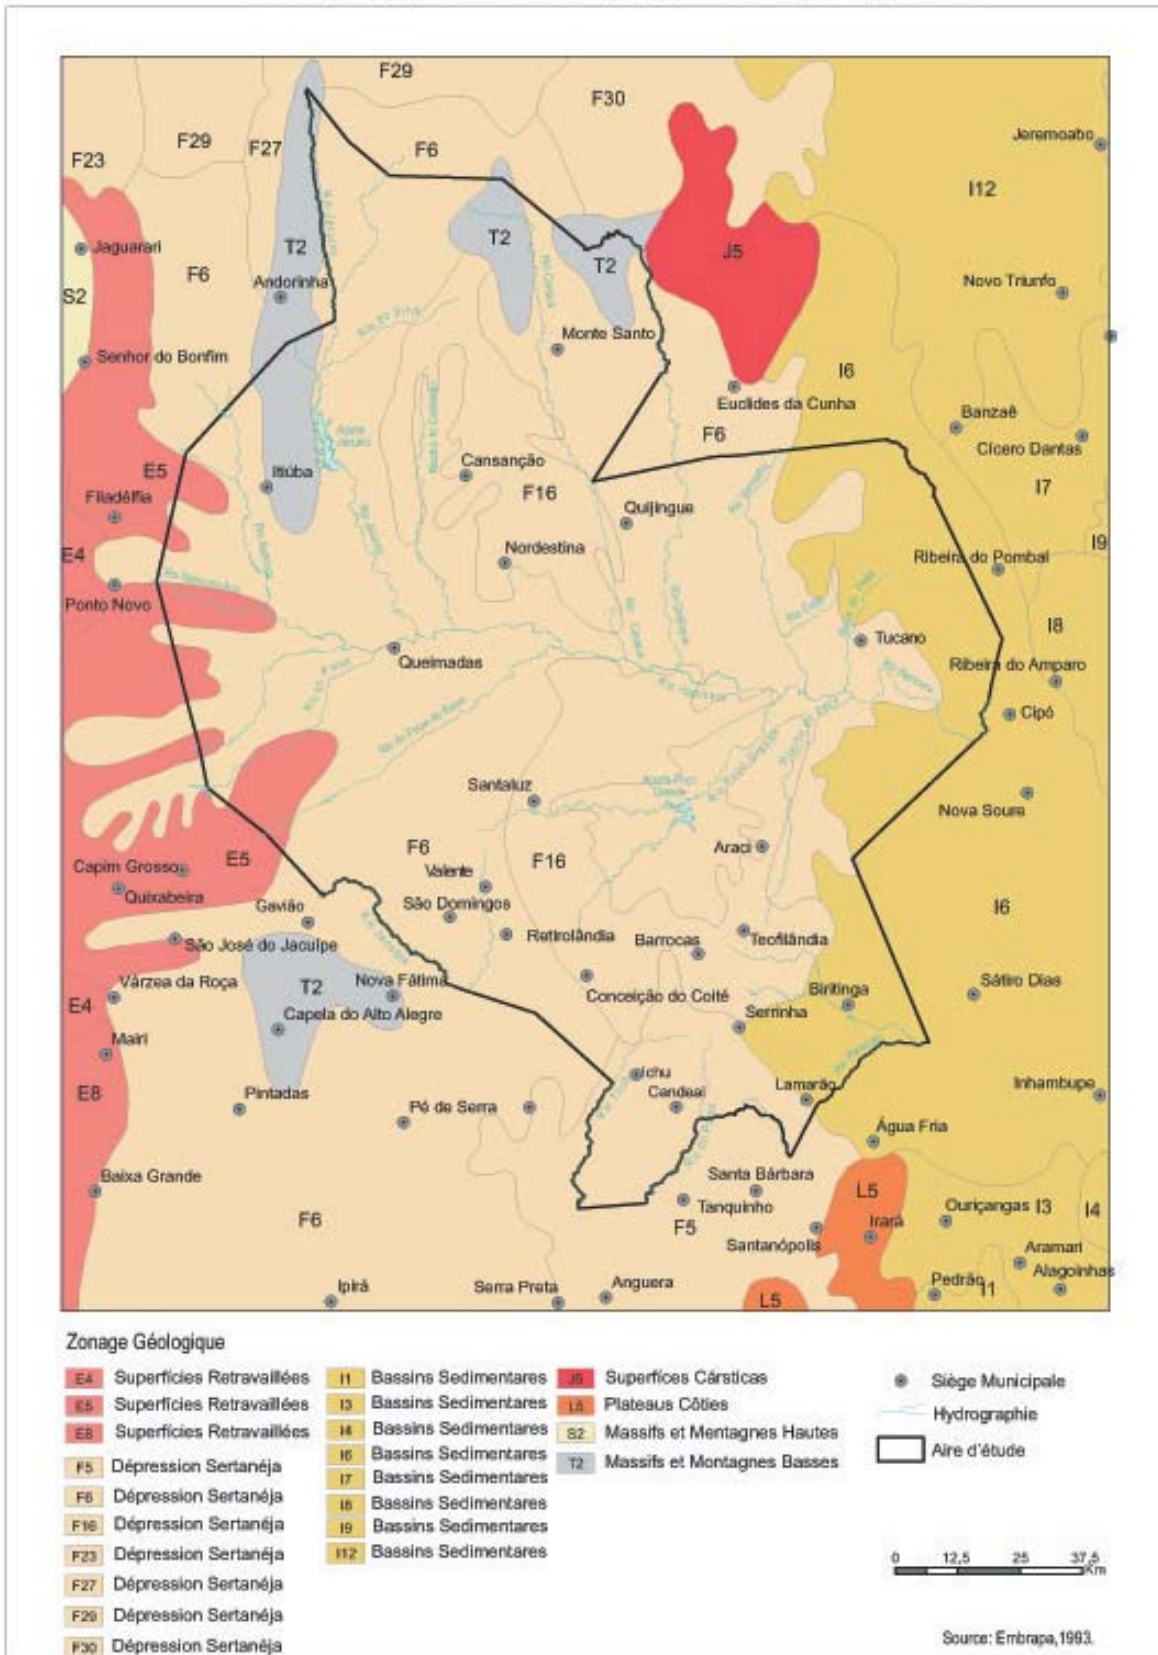 F29
F30
F29
F27
F6
F23
Jeremoabo
I12
T2
T2
T2
J5
Jaguarari
F6
Andorinha
Novo Triunfo
S2
Monte Santo
Senhor do Bonfim
I6
Euclides da Cunha
Banzaê
F6
Cícero Dantas
E5
Itiúba
Cansanção
F16
I7
Filadélfia
Quijingue
E4
Nordestina
Ribeira do Pombal
I9
Ponto Novo
I8
Tucano
Queimadas
Ribeira do Amparo
Cipó
Santaluz
Nova Soure
F6
F16
Araci
Capim Grosso
E5
Valente
Quixabeira
São Domingos
Gavião
I6
Retirolândia
Barrocas
Teofilândia
São José do Jacuípe
Várzea da Roça
T2
Nova Fátima
Conceição do Coité
Biritinga
Sátiro Dias
E4
Capela do Alto Alegre
Serrinha
Mairi
Ichu
Candeal
Lamarão
Inhambupe
E8
Pintadas
Pé de Serra
Água Fria
Baixa Grande
Santa Bárbara
L5
Tanquinho
Ouriçangas
I3
I4
F6
F5
Irará
Santanópolis
Aramari
Alagoinhas
Ipirá
Serra Preta
Anguera
L5
Pedrão
I1
Zonage Géologique
E4 Superfícies Retravaillées
E5 Superfícies Retravaillées
E8 Superfícies Retravaillées
F5 Dépression Sertanéja
F6 Dépression Sertanéja
F16 Dépression Sertanéja
F23 Dépression Sertanéja
F27 Dépression Sertanéja
F29 Dépression Sertanéja
F30 Dépression Sertanéja
I1 Bassins Sedimentares
I3 Bassins Sedimentares
I4 Bassins Sedimentares
I6 Bassins Sedimentares
I7 Bassins Sedimentares
I8 Bassins Sedimentares
I9 Bassins Sedimentares
I12 Bassins Sedimentares
J5 Superfíces Cársticas
L5 Plateaus Côties
S2 Massifs et Mentagnes Hautes
T2 Massifs et Montagnes Basses
Siège Municipale
Hydrographie
Aire d'étude
0 12,5 25 37,5
Km
Source: Embrapa,1993.